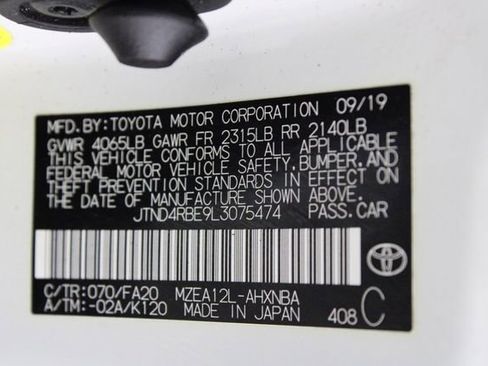 MFD.BY:TOYOTA MOTOR CORPORATION 09/19
GVWR 4065LB GAWR FR 2315LB RR 2140LB
THIS VEHICLE CONFORMS TO ALL APPLICABLE
FEDERAL MOTOR VEHICLE SAFETY, BUMPER, AND
THEFT PREVENTION STANDARDS IN EFFECT ON
THE DATE OF MANUFACTURE SHOWN ABOVE.
JTND4RBE9L3075474 PASS.CAR
C/TR:070/FA20 MZEA12L-AHXNBA
A/TM:-02A/K120 MADE IN JAPAN 408 C